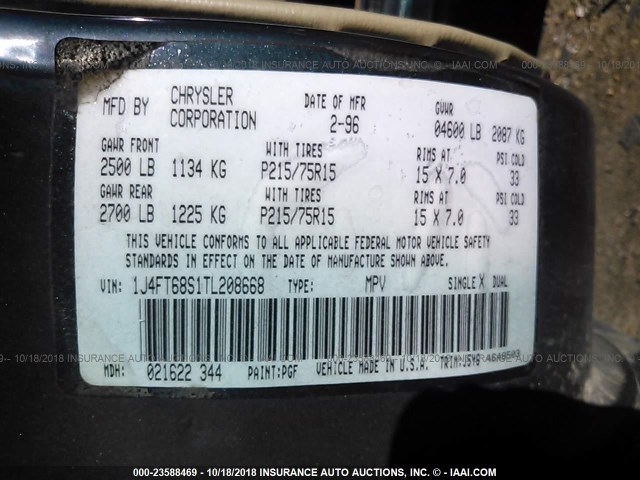 MFD BY CHRYSLER CORPORATION DATE OF MFR 2-96 GVWR 04600 LB 2087 KG
GAWR FRONT WITH TIRES RIMS AT PSI COLD
2500 LB 1134 KG P215/75R15 15 X 7.0 33
GAWR REAR WITH TIRES RIMS AT PSI COLD
2700 LB 1225 KG P215/75R15 15 X 7.0 33
THIS VEHICLE CONFORMS TO ALL APPLICABLE FEDERAL MOTOR VEHICLE SAFETY
STANDARDS IN EFFECT ON THE DATE OF MANUFACTURE SHOWN ABOVE.
VIN: 1J4FT68S1TL208668 TYPE: MPV SINGLE X DUAL
MDH: 021622 344 PAINT:PGF VEHICLE MADE IN U.S.A. TRIM:J5V8
000-23588469 - 10/18/2018 INSURANCE AUTO AUCTIONS, INC. - IAAI.COM